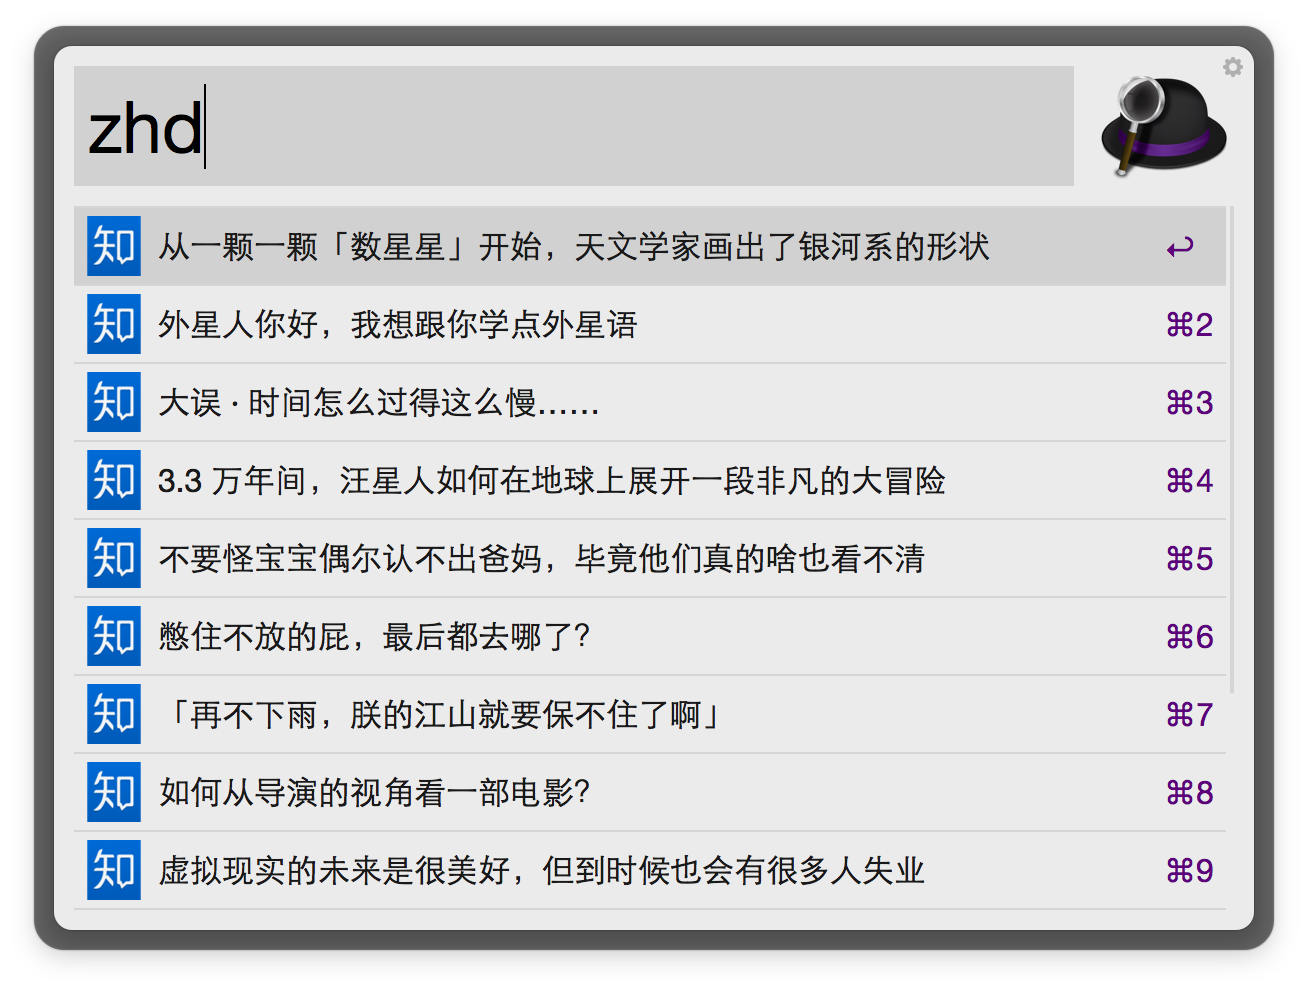 zhd
知 从一颗一颗「数星星」开始，天文学家画出了银河系的形状 ↩
知 外星人你好，我想跟你学点外星语 ⌘2
知 大误 · 时间怎么过得这么慢…… ⌘3
知 3.3 万年间，汪星人如何在地球上展开一段非凡的大冒险 ⌘4
知 不要怪宝宝偶尔认不出爸妈，毕竟他们真的啥也看不清 ⌘5
知 憋住不放的屁，最后都去哪了？ ⌘6
知 「再不下雨，朕的江山就要保不住了啊」 ⌘7
知 如何从导演的视角看一部电影？ ⌘8
知 虚拟现实的未来是很美好，但到时候也会有很多人失业 ⌘9